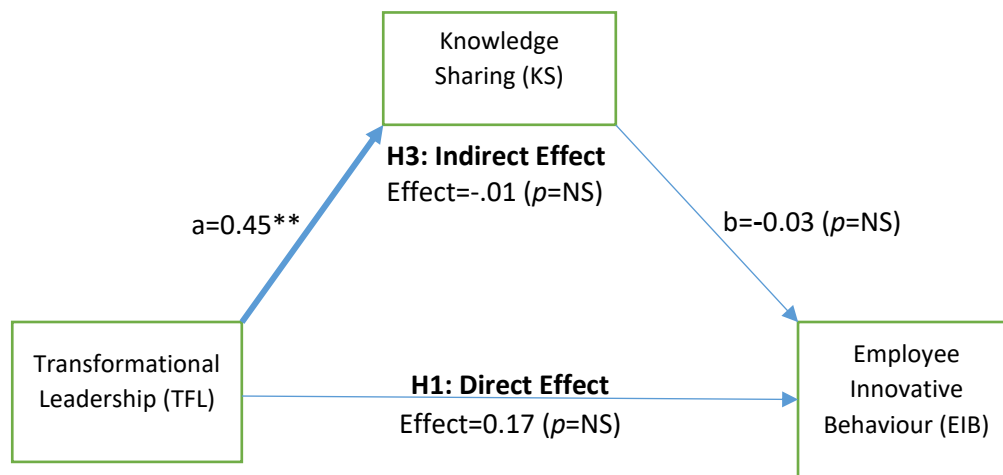 Knowledge
Sharing (KS)
H3: Indirect Effect
Effect=-.01 (p=NS)
a=0.45**
b=-0.03 (p=NS)
Transformational
Leadership (TFL)
H1: Direct Effect
Effect=0.17 (p=NS)
Employee
Innovative
Behaviour (EIB)